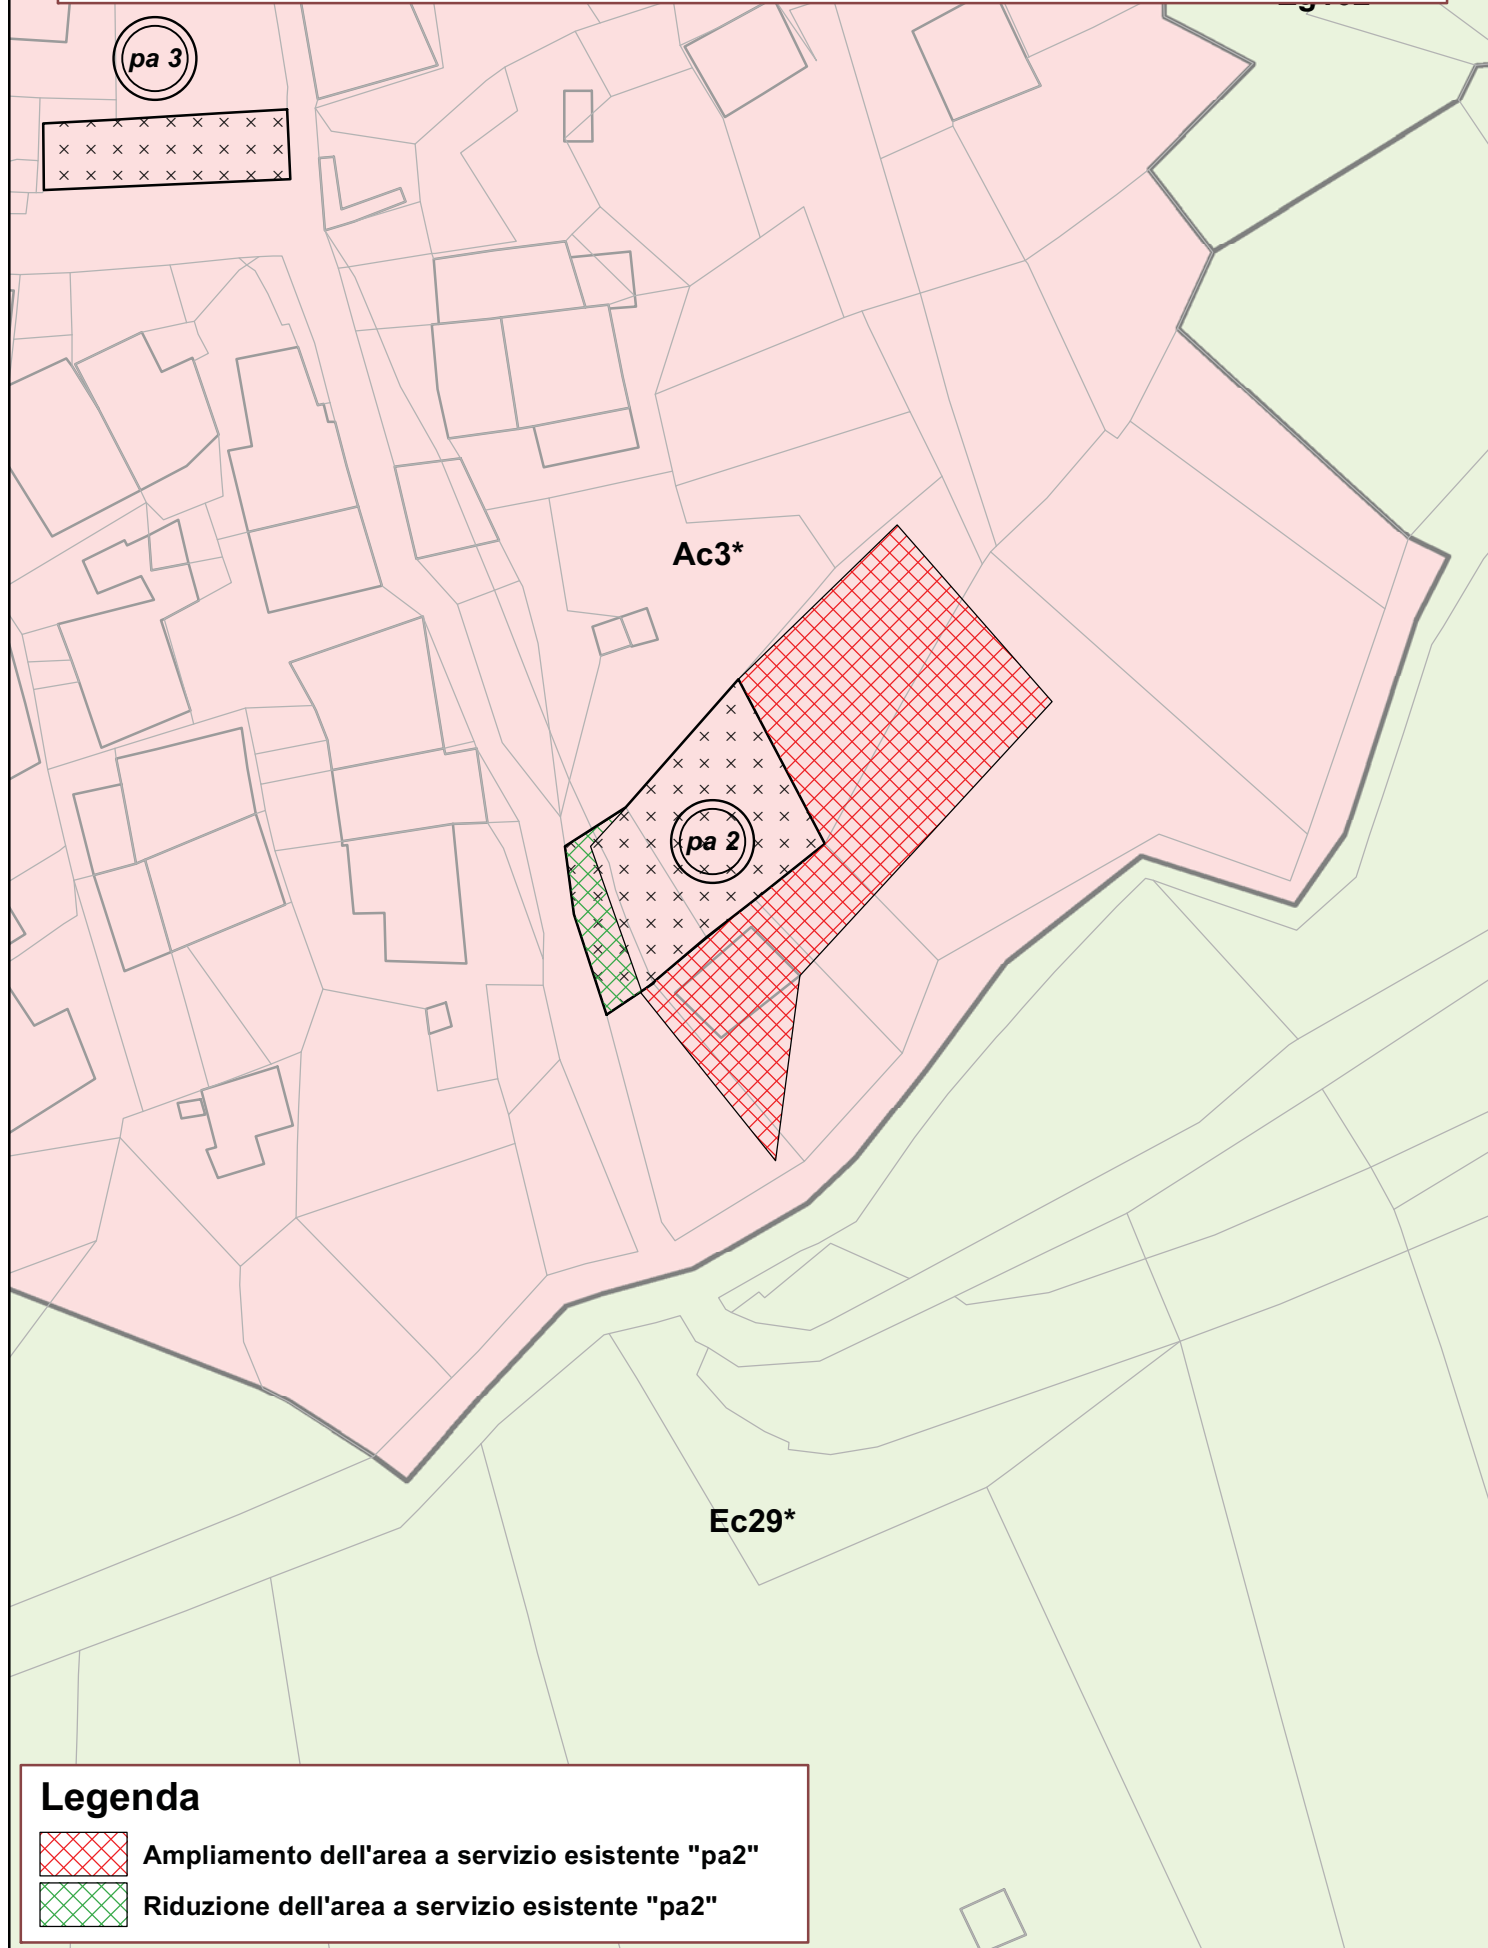 pa 3
Ac3*
pa 2
Ec29*
Legenda
Ampliamento dell'area a servizio esistente "pa2"
Riduzione dell'area a servizio esistente "pa2"